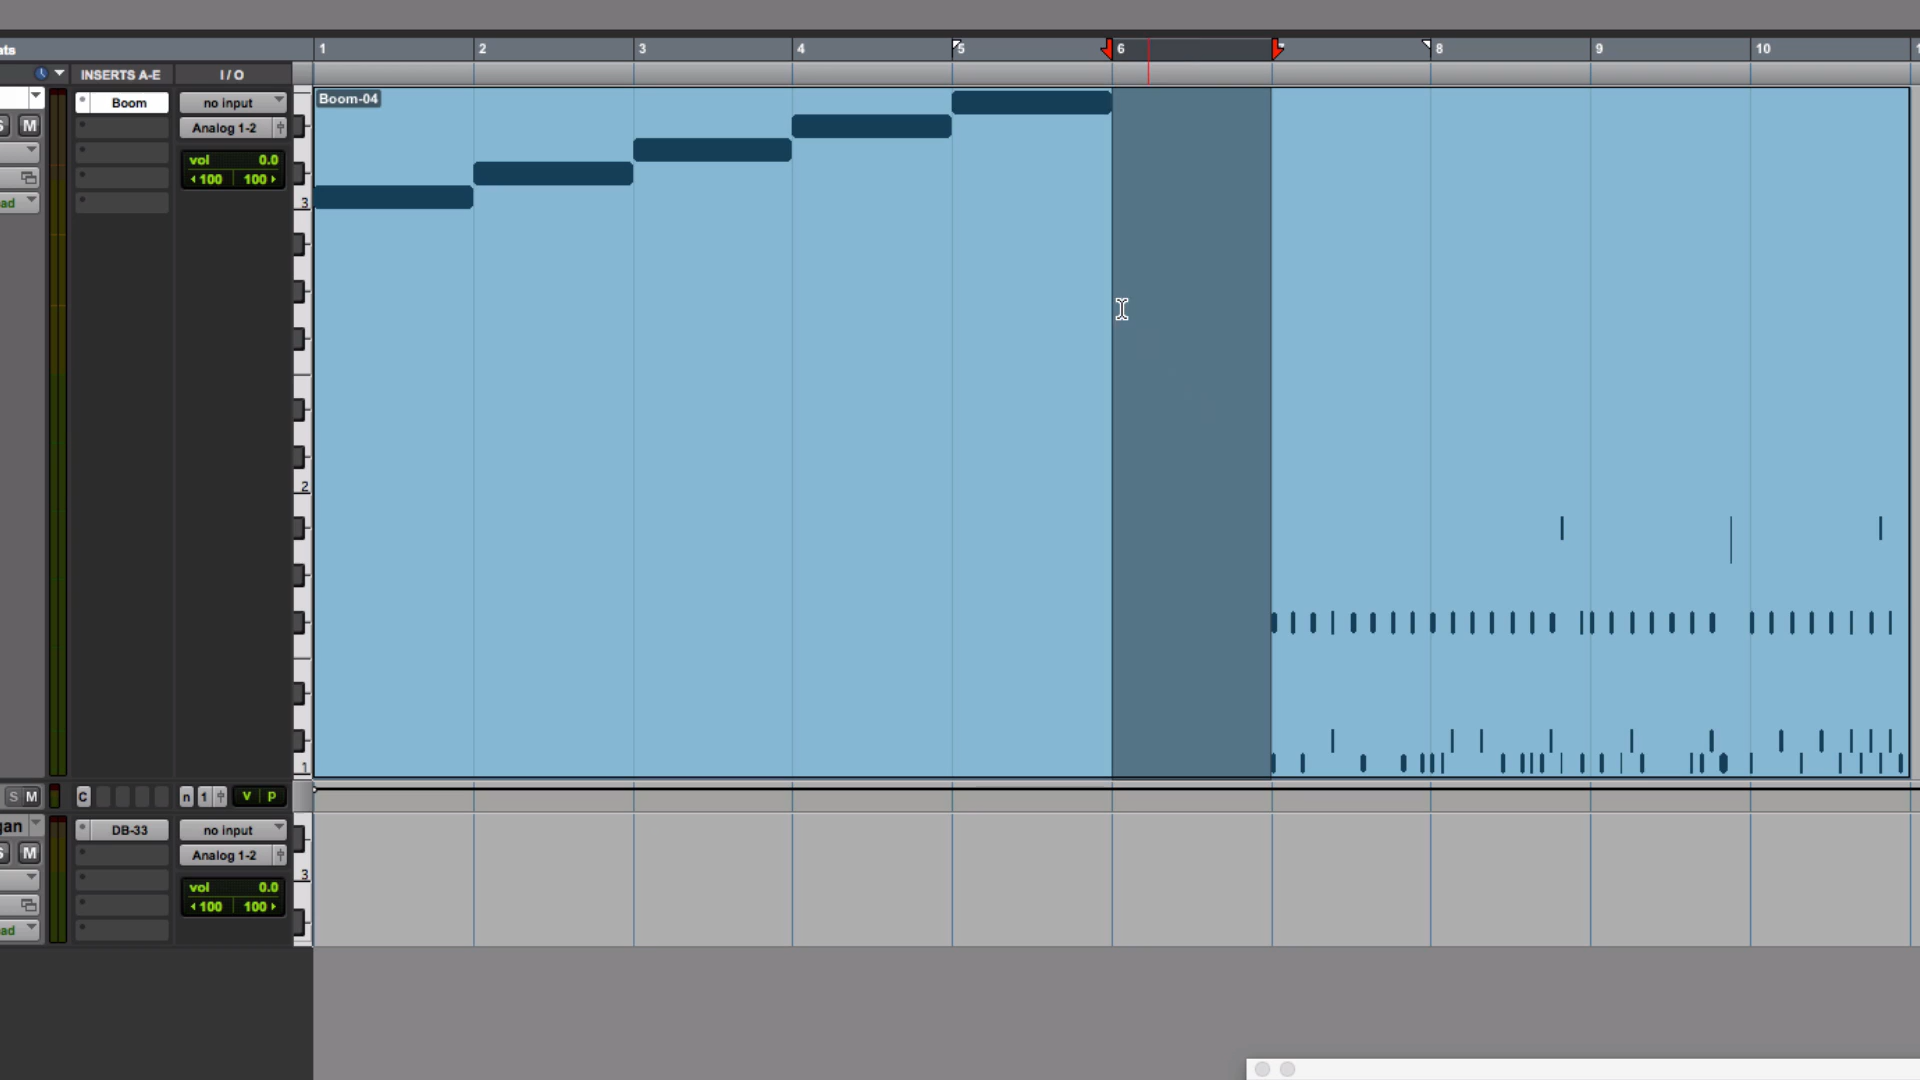 ats 1 2 3 4 5 6 8 9 10 1
INSERTS A-E I / O
Boom no input Boom-04
S M Analog 1-2
vol 0.0
100 100
ad 3
2
1
S M C n 1 v p
gan DB-33 no input
S M Analog 1-2
3
vol 0.0
100 100
ad